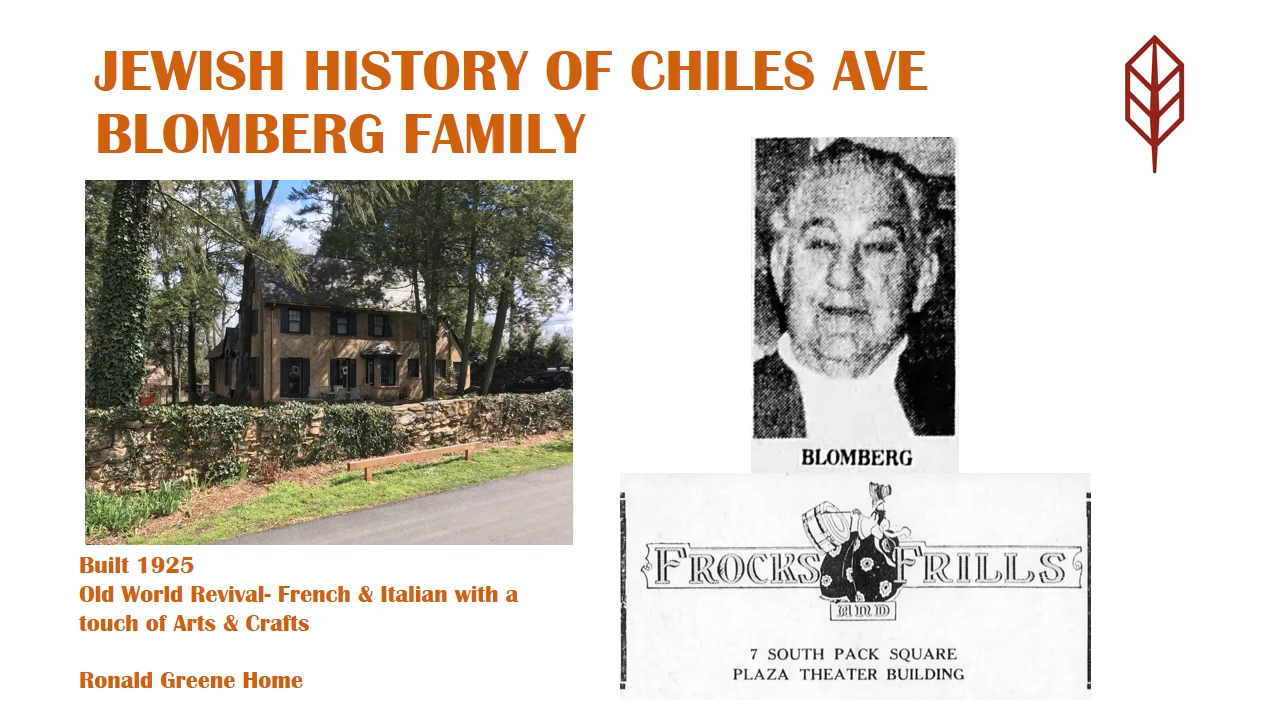 JEWISH HISTORY OF CHILES AVE
BLOMBERG FAMILY
BLOMBERG
FROCKS AND FRILLS
7 SOUTH PACK SQUARE
PLAZA THEATER BUILDING
Built 1925
Old World Revival- French & Italian with a
touch of Arts & Crafts
Ronald Greene Home